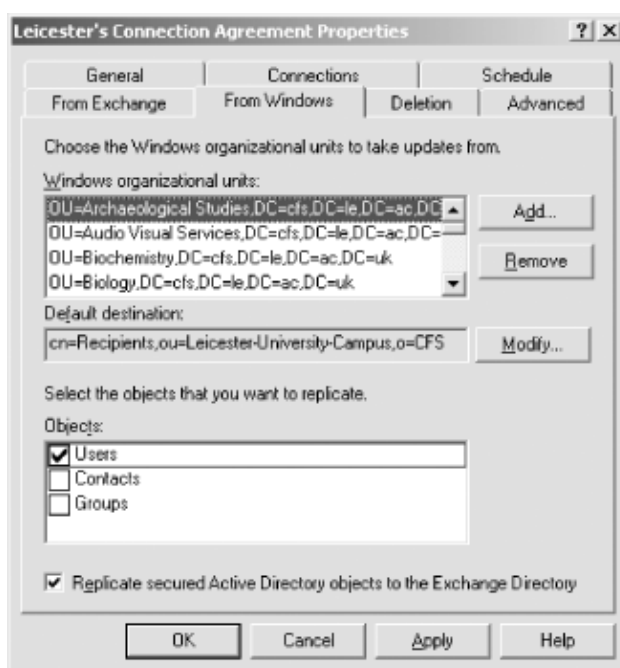 Leicester's Connection Agreement Properties
General Connections Schedule
From Exchange From Windows Deletion Advanced
Choose the Windows organizational units to take updates from.
Windows organizational units:
OU=Archaeological Studies,DC=cfs,DC=le,DC=ac,DC
Add...
OU=Audio Visual Services,DC=cfs,DC=le,DC=ac,DC=
OU=Biochemistry,DC=cfs,DC=le,DC=ac,DC=uk
Remove
OU=Biology,DC=cfs,DC=le,DC=ac,DC=uk
Default destination:
cn=Recipients,ou=Leicester-University-Campus,o=CFS
Modify...
Select the objects that you want to replicate.
Objects:
Users
Contacts
Groups
Replicate secured Active Directory objects to the Exchange Directory
OK Cancel Apply Help